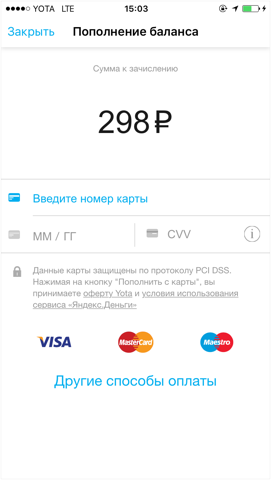 YOTA LTE 15:03
Закрыть Пополнение баланса
Сумма к зачислению
298 ₽
Введите номер карты
ММ / ГГ CVV
Данные карты защищены по протоколу PCI DSS.
Нажимая на кнопку "Пополнить с карты", вы
принимаете оферту Yota и условия использования
сервиса «Яндекс.Деньги»
VISA MasterCard Maestro
Другие способы оплаты